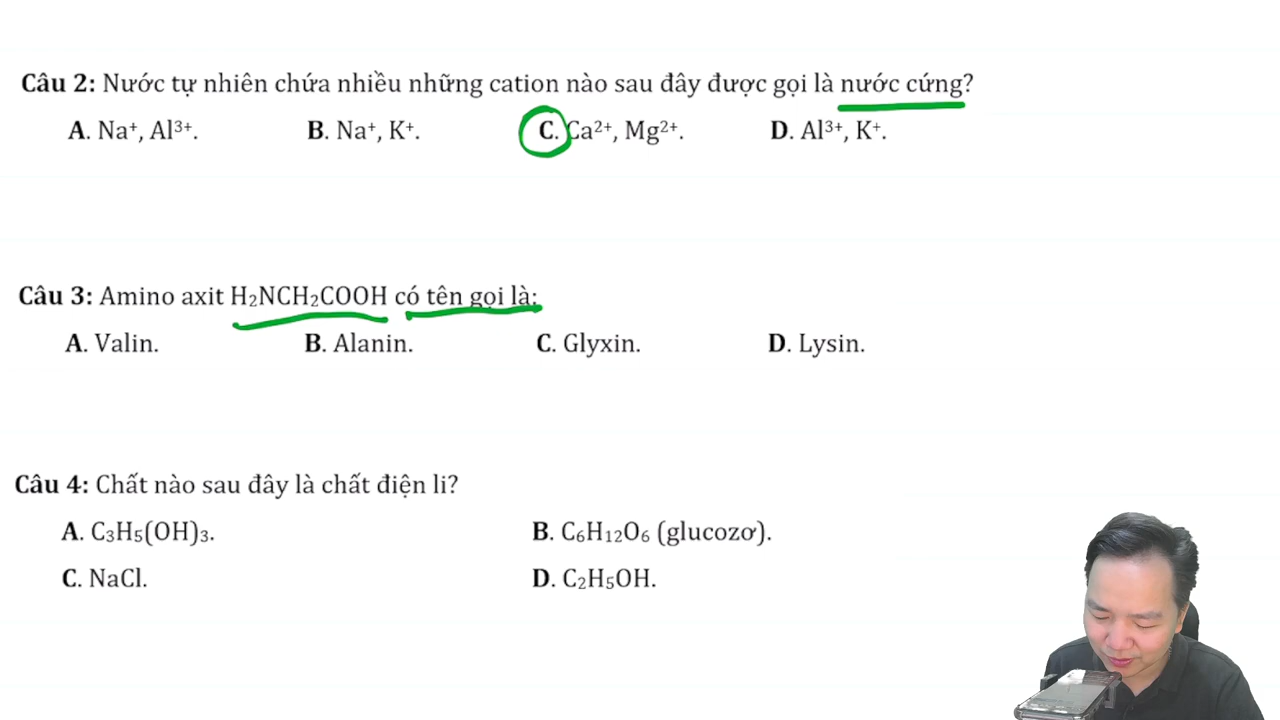 Câu 2: Nước tự nhiên chứa nhiều những cation nào sau đây được gọi là nước cứng?
A. Na⁺, Al³⁺. B. Na⁺, K⁺. C. Ca²⁺, Mg²⁺. D. Al³⁺, K⁺.
Câu 3: Amino axit H₂NCH₂COOH có tên gọi là:
A. Valin. B. Alanin. C. Glyxin. D. Lysin.
Câu 4: Chất nào sau đây là chất điện li?
A. C₃H₅(OH)₃. B. C₆H₁₂O₆ (glucozơ).
C. NaCl. D. C₂H₅OH.